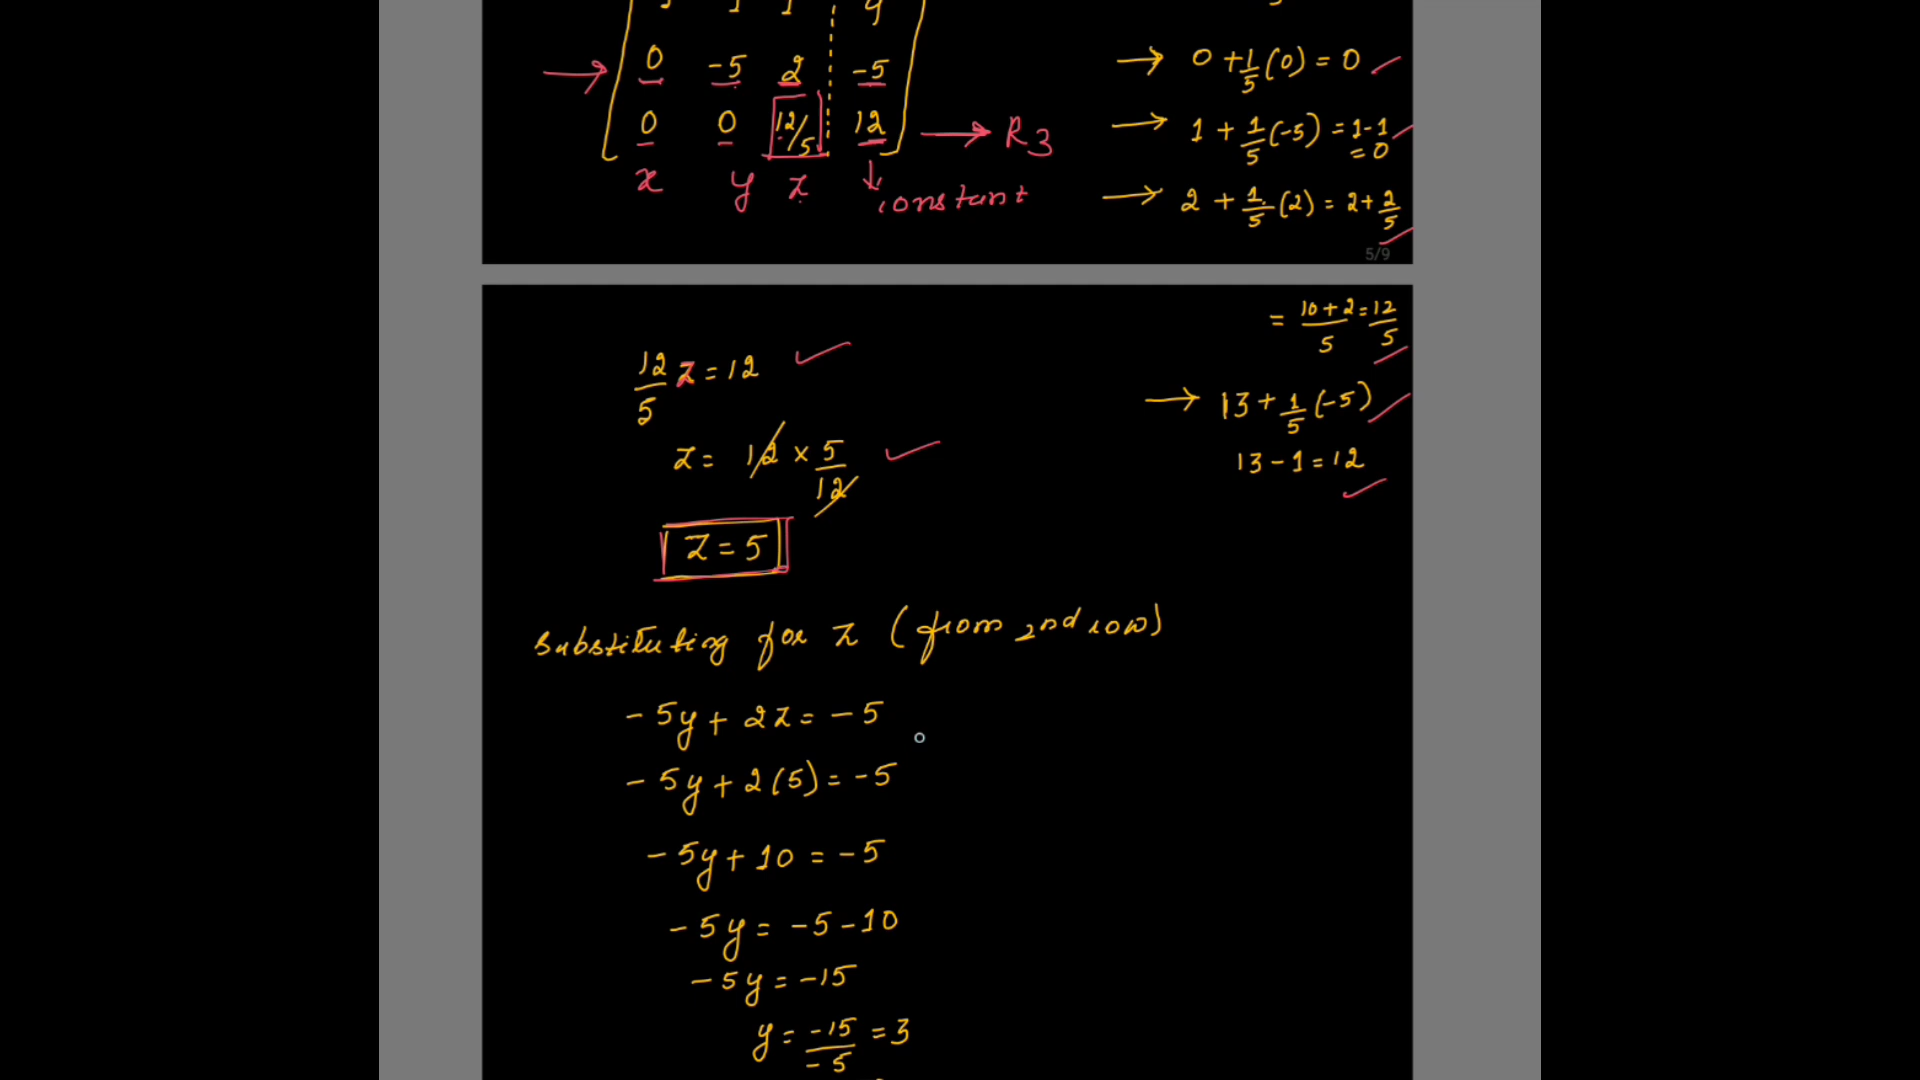 1 1 9
0 -5 2 -5
0 0 12/5 12 → R3
x y z ↓ constant
→ 0 + 1/5 (0) = 0
→ 1 + 1/5 (-5) = 1-1
= 0
→ 2 + 1/5 (2) = 2 + 2/5
5/9
= 10+2/5 = 12/5
→ 13 + 1/5 (-5)
13 - 1 = 12
12/5 z = 12
z = 12 × 5/12
z = 5
Substituting for z (from 2nd row)
-5y + 2z = -5
-5y + 2(5) = -5
-5y + 10 = -5
-5y = -5 - 10
-5y = -15
y = -15/-5 = 3